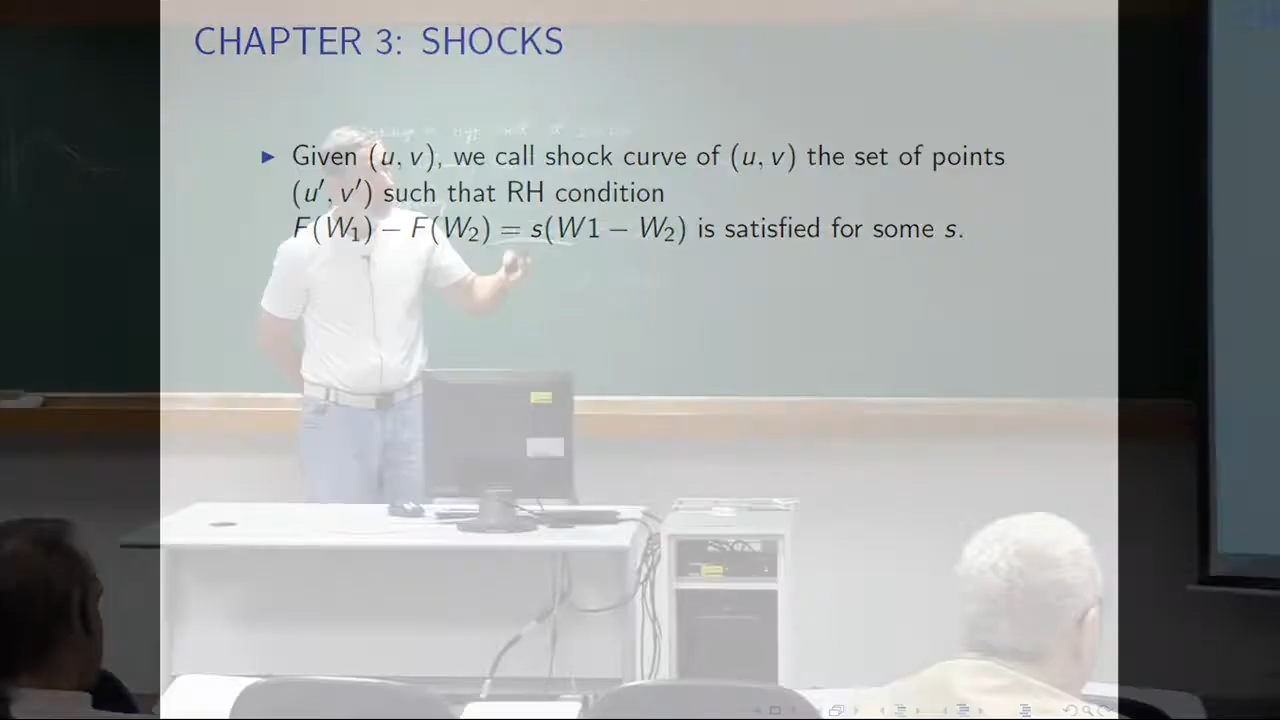 CHAPTER 3: SHOCKS
▶ Given (u, v), we call shock curve of (u, v) the set of points
(u′, v′) such that RH condition
F(W₁) − F(W₂) = s(W1 − W₂) is satisfied for some s.